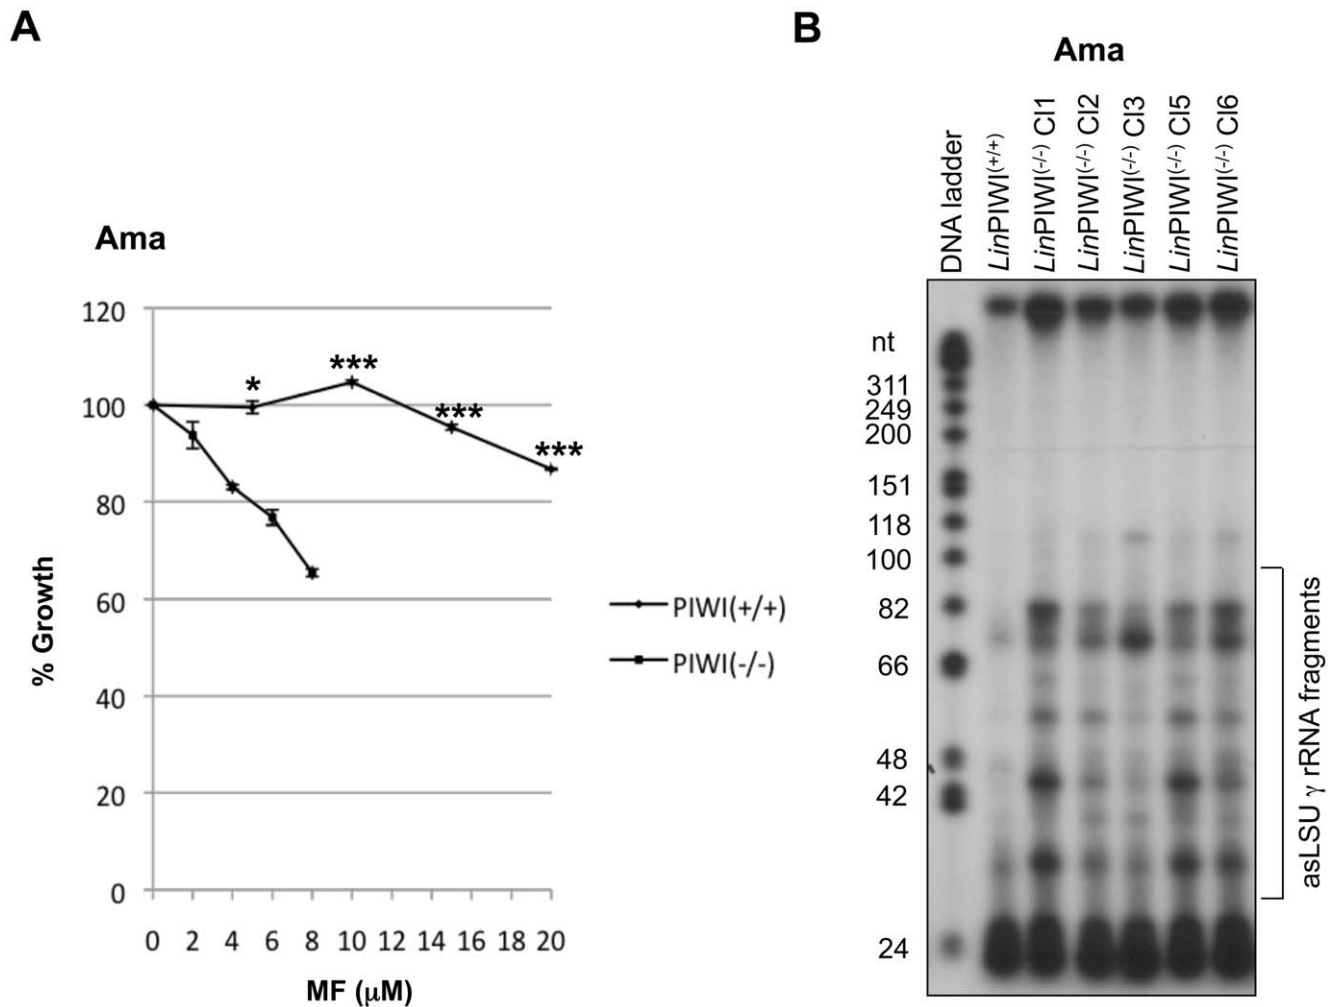 A
Ama
120
100
80
60
40
20
0
0 2 4 6 8 10 12 14 16 18 20
% Growth
MF (μM)
*
***
***
***
PIWI(+/+)
PIWI(-/-)
B
Ama
DNA ladder
LinPIWI(+/+)
LinPIWI(-/-) Cl1
LinPIWI(-/-) Cl2
LinPIWI(-/-) Cl3
LinPIWI(-/-) Cl5
LinPIWI(-/-) Cl6
nt
311
249
200
151
118
100
82
66
48
42
24
asLSU γ rRNA fragments